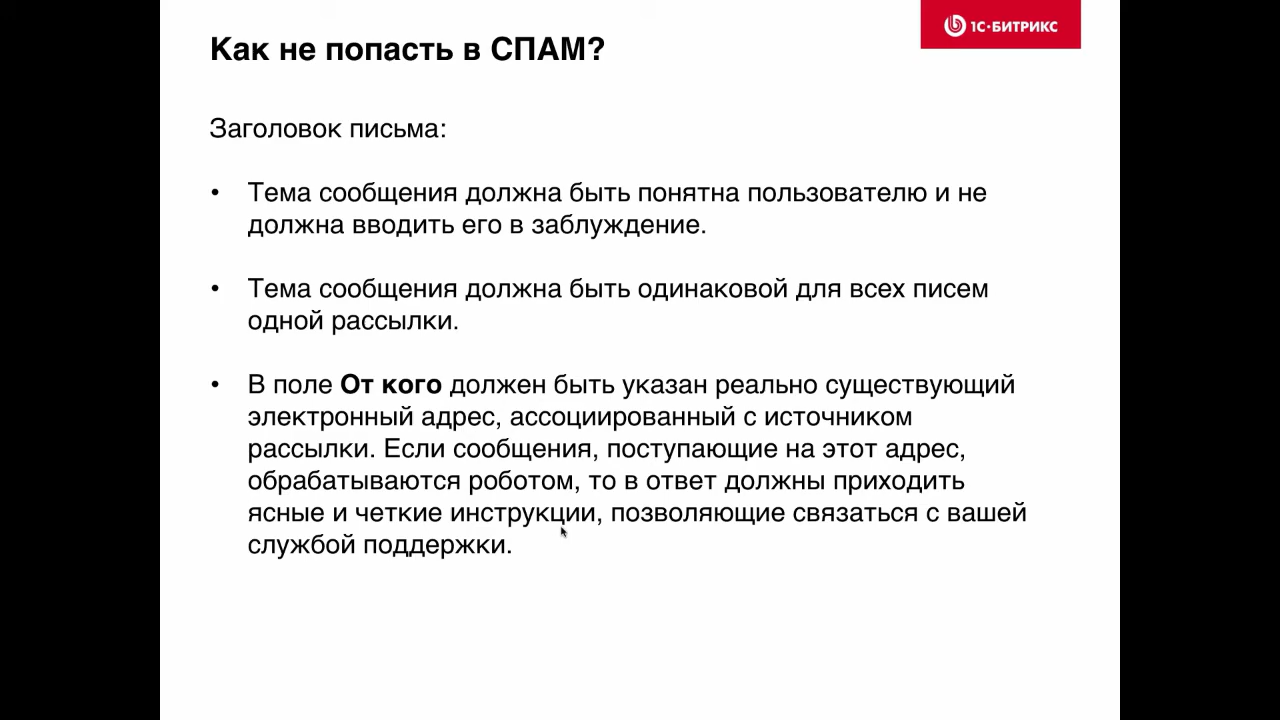 1С-БИТРИКС
Как не попасть в СПАМ?
Заголовок письма:
• Тема сообщения должна быть понятна пользователю и не
должна вводить его в заблуждение.
• Тема сообщения должна быть одинаковой для всех писем
одной рассылки.
• В поле От кого должен быть указан реально существующий
электронный адрес, ассоциированный с источником
рассылки. Если сообщения, поступающие на этот адрес,
обрабатываются роботом, то в ответ должны приходить
ясные и четкие инструкции, позволяющие связаться с вашей
службой поддержки.